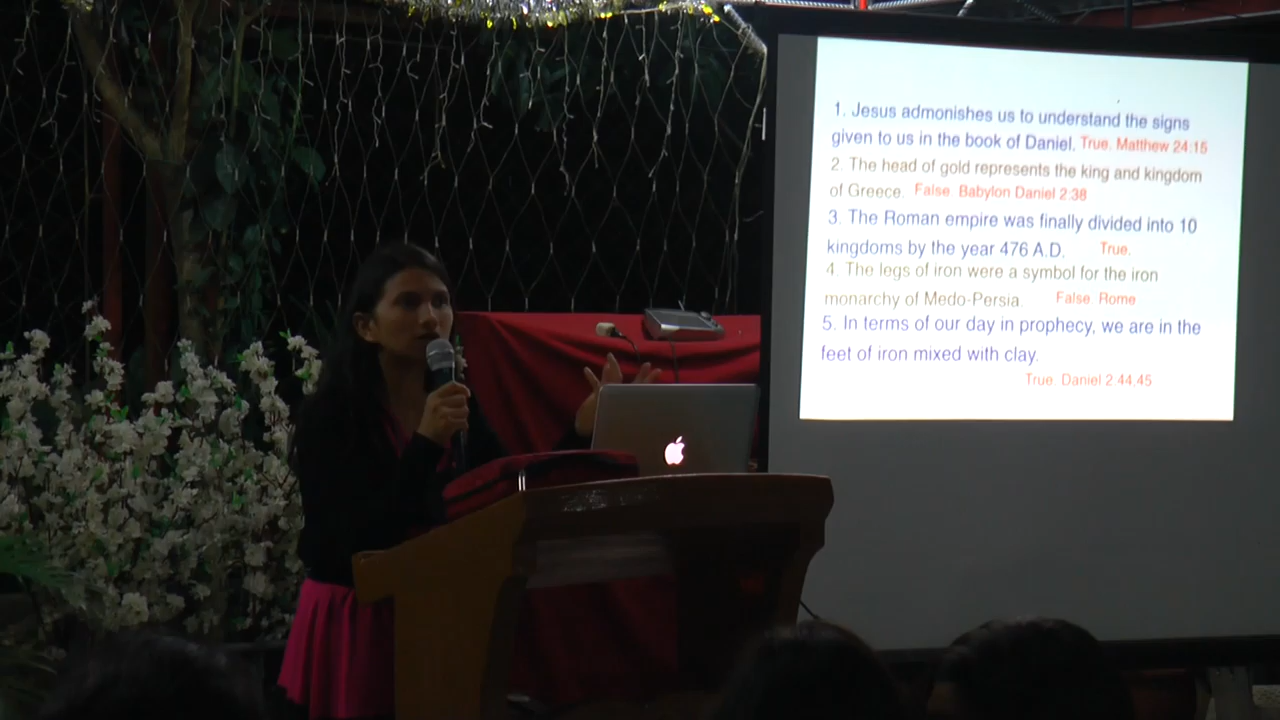 1. Jesus admonishes us to understand the signs
given to us in the book of Daniel. True. Matthew 24:15
2. The head of gold represents the king and kingdom
of Greece. False. Babylon Daniel 2:38
3. The Roman empire was finally divided into 10
kingdoms by the year 476 A.D. True.
4. The legs of iron were a symbol for the iron
monarchy of Medo-Persia. False. Rome
5. In terms of our day in prophecy, we are in the
feet of iron mixed with clay.
True. Daniel 2:44,45